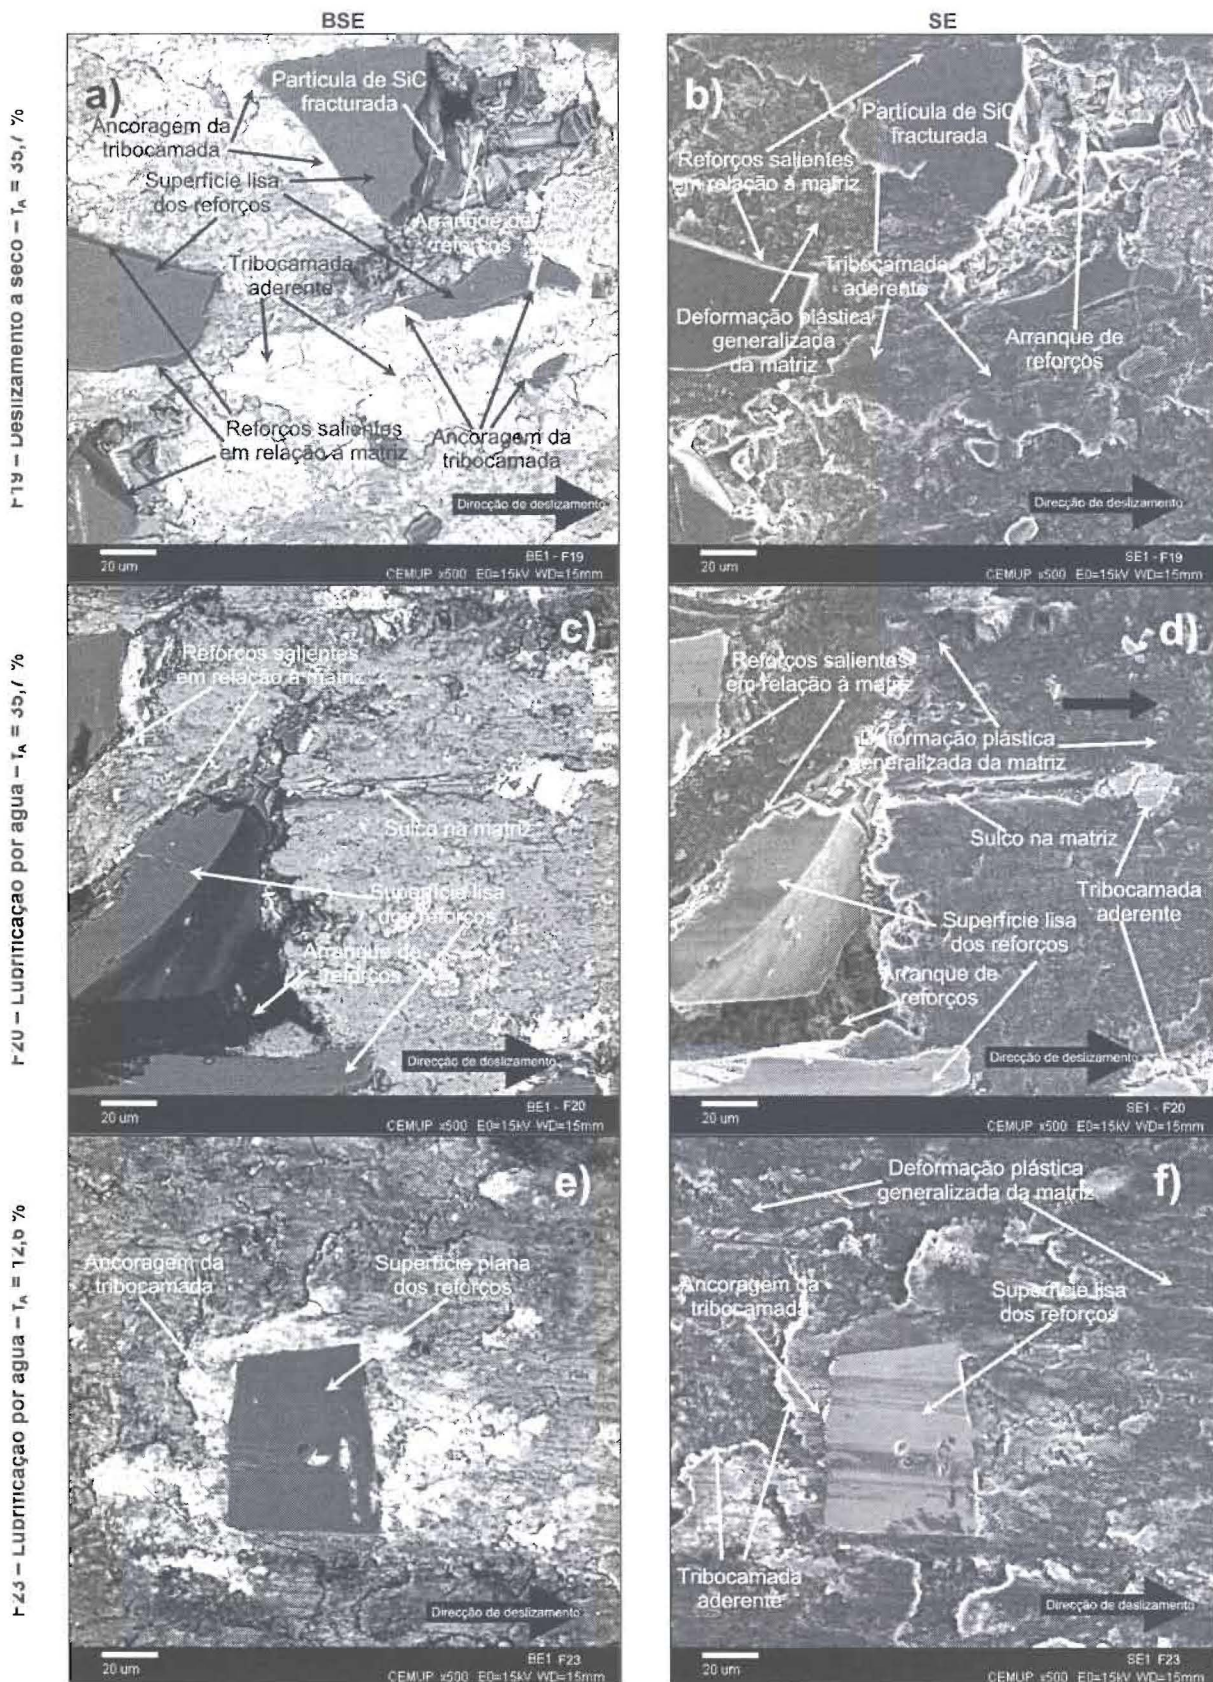 BSE
SE
F19 – Deslizamento a seco – TA = 35,7 %
a)
Partícula de SiC
fracturada
Ancoragem da
tribocamada
Superfície lisa
dos reforços
Arranque de
reforços
Tribocamada
aderente
Reforços salientes
em relação à matriz
Ancoragem da
tribocamada
Direcção de deslizamento
20 um
BE1 - F19
CEMUP x500 E0=15kV WD=15mm
b)
Partícula de SiC
fracturada
Reforços salientes
em relação à matriz
Tribocamada
aderente
Deformação plástica
generalizada
da matriz
Arranque de
reforços
Direcção de deslizamento
20 um
SE1 - F19
CEMUP x500 E0=15kV WD=15mm
F20 – Lubrificação por água – TA = 35,7 %
c)
Reforços salientes
em relação à matriz
Sulco na matriz
Superfície lisa
dos reforços
Arranque de
reforços
Direcção de deslizamento
20 um
BE1 - F20
CEMUP x500 E0=15kV WD=15mm
d)
Reforços salientes
em relação à matriz
Deformação plástica
generalizada da matriz
Sulco na matriz
Tribocamada
aderente
Superfície lisa
dos reforços
Arranque de
reforços
Direcção de deslizamento
20 um
SE1 - F20
CEMUP x500 E0=15kV WD=15mm
F23 – Lubrificação por água – TA = 12,6 %
e)
Ancoragem da
tribocamada
Superfície plana
dos reforços
Direcção de deslizamento
20 um
BE1 F23
CEMUP x500 E0=15kV WD=15mm
f)
Deformação plástica
generalizada da matriz
Ancoragem da
tribocamada
Superfície lisa
dos reforços
Tribocamada
aderente
Direcção de deslizamento
20 um
SE1 F23
CEMUP x500 E0=15kV WD=15mm